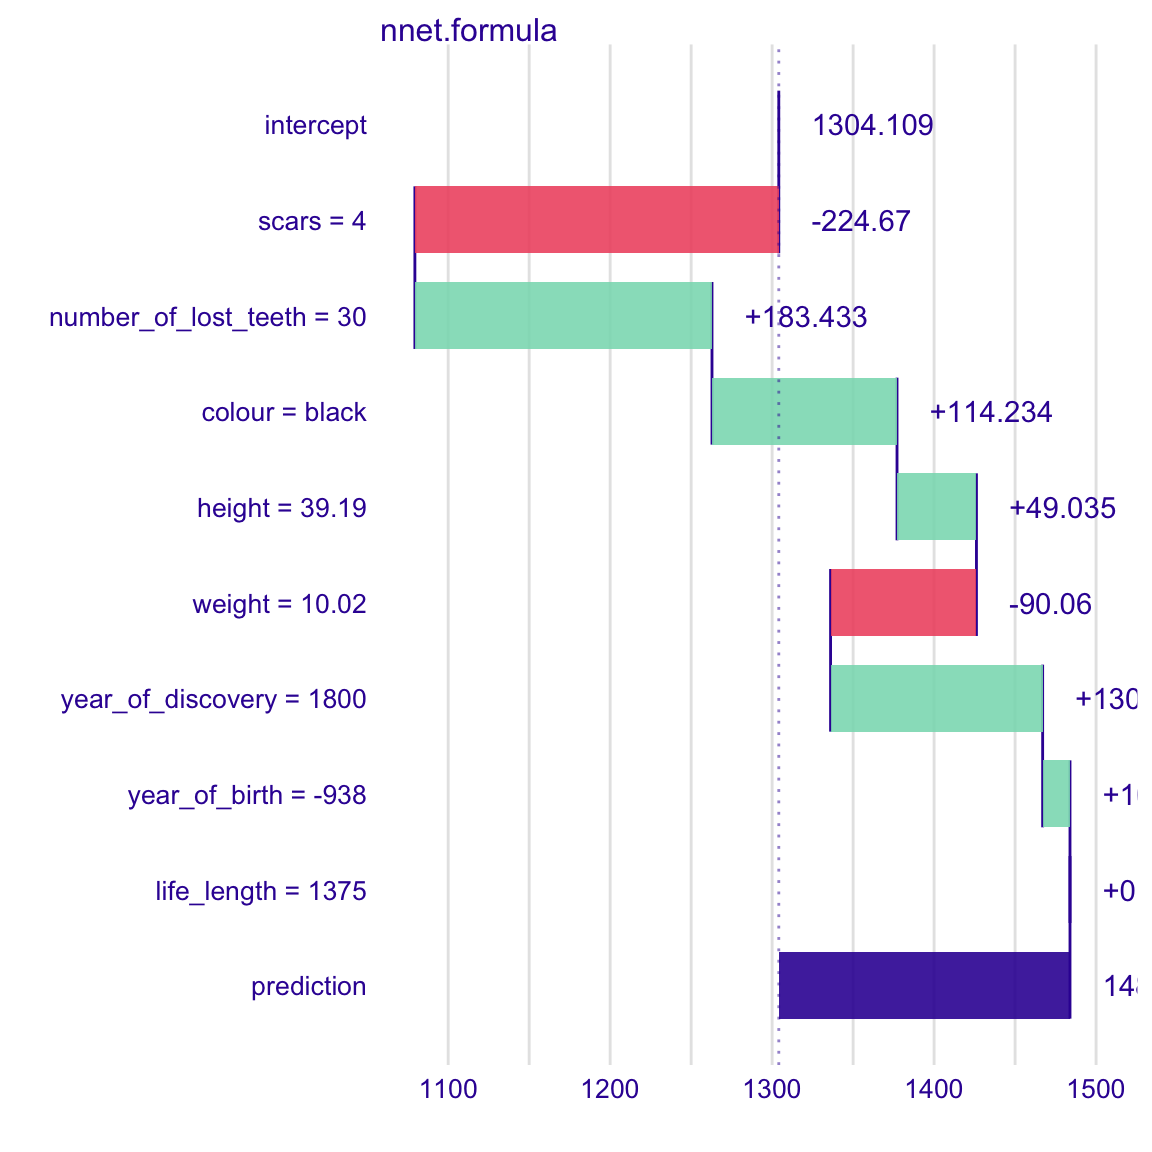 nnet.formula
intercept 1304.109
scars = 4 -224.67
number_of_lost_teeth = 30 +183.433
colour = black +114.234
height = 39.19 +49.035
weight = 10.02 -90.06
year_of_discovery = 1800 +130
year_of_birth = -938
life_length = 1375 +0
prediction
1100 1200 1300 1400 1500